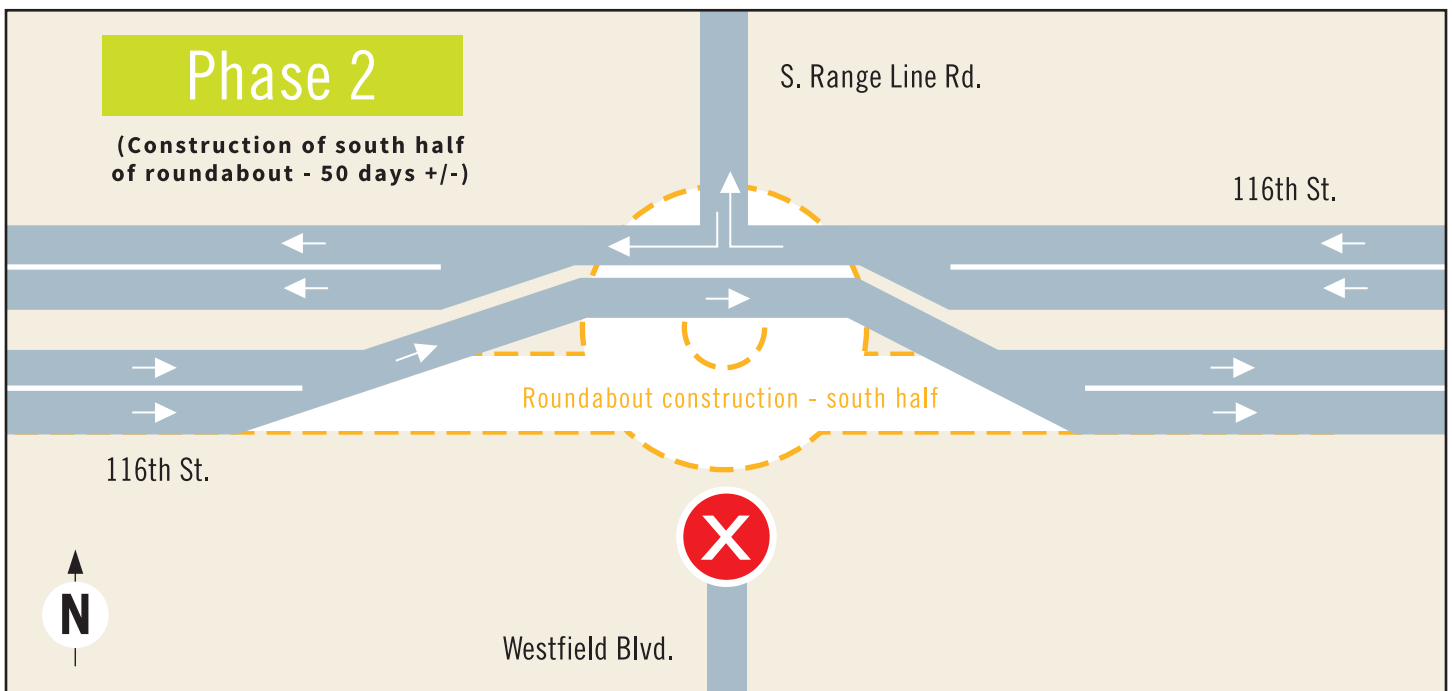 Phase 2
(Construction of south half
of roundabout - 50 days +/-)
S. Range Line Rd.
116th St.
Roundabout construction - south half
116th St.
X
N
Westfield Blvd.